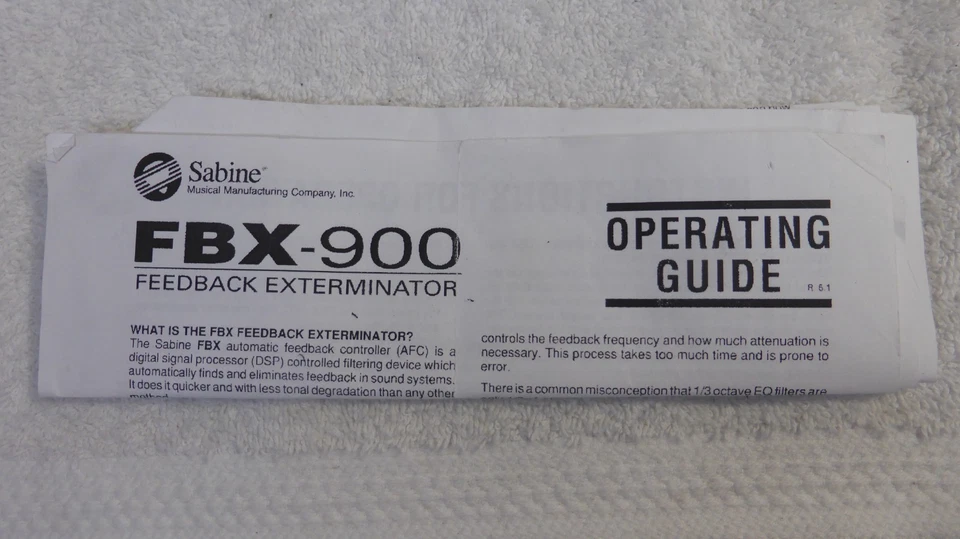 Sabine®
Musical Manufacturing Company, Inc.
FBX-900
FEEDBACK EXTERMINATOR
OPERATING
GUIDE
R 5.1
WHAT IS THE FBX FEEDBACK EXTERMINATOR?
The Sabine FBX automatic feedback controller (AFC) is a
digital signal processor (DSP) controlled filtering device which
automatically finds and eliminates feedback in sound systems.
It does it quicker and with less tonal degradation than any other
method.
controls the feedback frequency and how much attenuation is
necessary. This process takes too much time and is prone to
error.
There is a common misconception that 1/3 octave EQ filters are